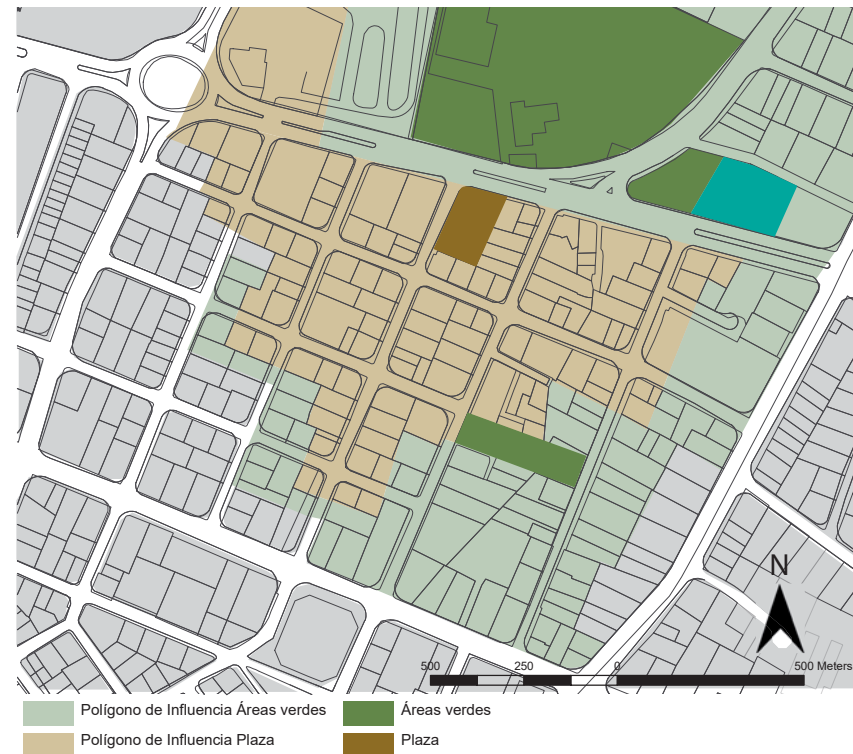 N
500 250 0 500 Meters
Polígono de Influencia Áreas verdes Áreas verdes
Polígono de Influencia Plaza Plaza